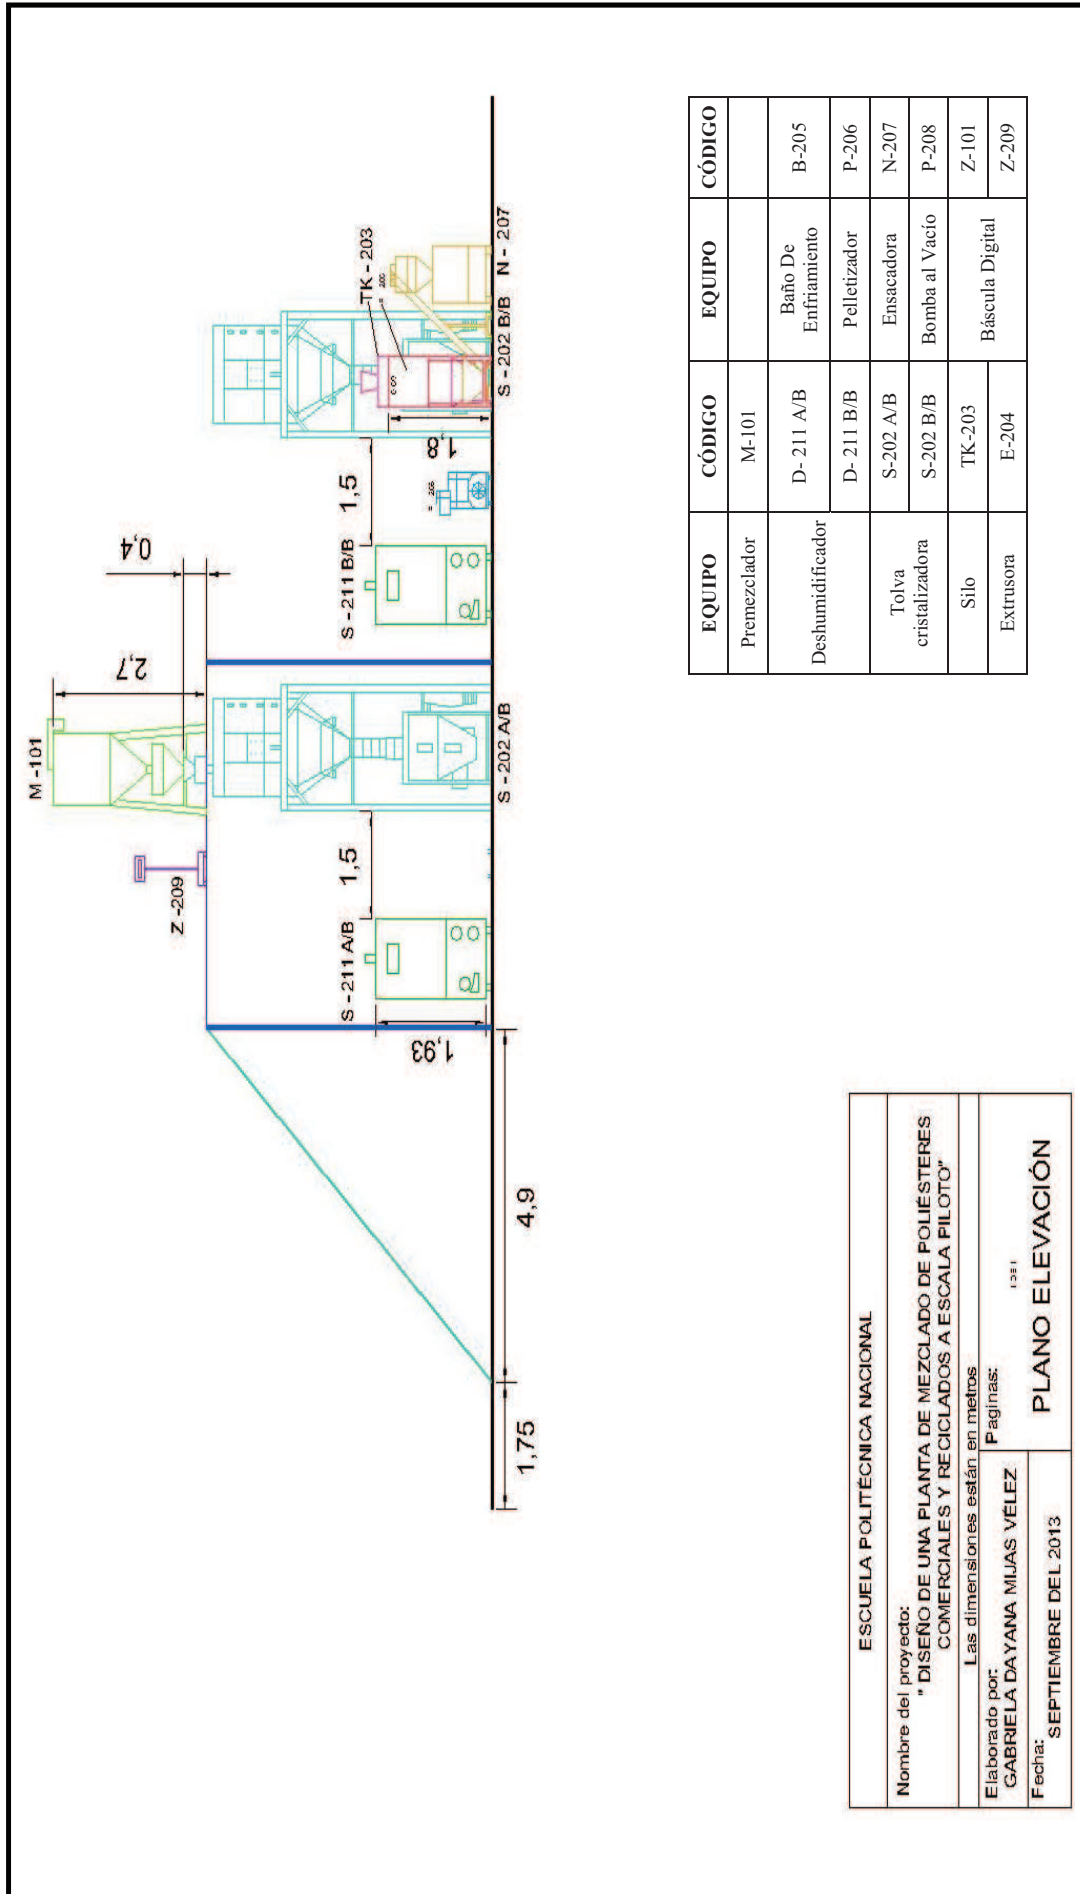 M -101
2,7
0,4
Z -209
S - 211 A/B
1,5
S - 202 A/B
S - 211 B/B
1,5
1,8
S - 202 B/B
TK - 203
N - 207
1,93
4,9
1,75
EQUIPO CÓDIGO EQUIPO CÓDIGO
Premezclador M-101
Deshumidificador D- 211 A/B Baño De Enfriamiento B-205
D- 211 B/B Pelletizador P-206
Tolva cristalizadora S-202 A/B Ensacadora N-207
S-202 B/B Bomba al Vacío P-208
Silo TK-203 Báscula Digital Z-101
Extrusora E-204 Z-209
ESCUELA POLITÉCNICA NACIONAL
Nombre del proyecto:
" DISEÑO DE UNA PLANTA DE MEZCLADO DE POLIÉSTERES
COMERCIALES Y RECICLADOS A ESCALA PILOTO"
Las dimensiones están en metros
Elaborado por:
GABRIELA DAYANA MIJAS VÉLEZ
Paginas:
Fecha:
SEPTIEMBRE DEL 2013
PLANO ELEVACIÓN